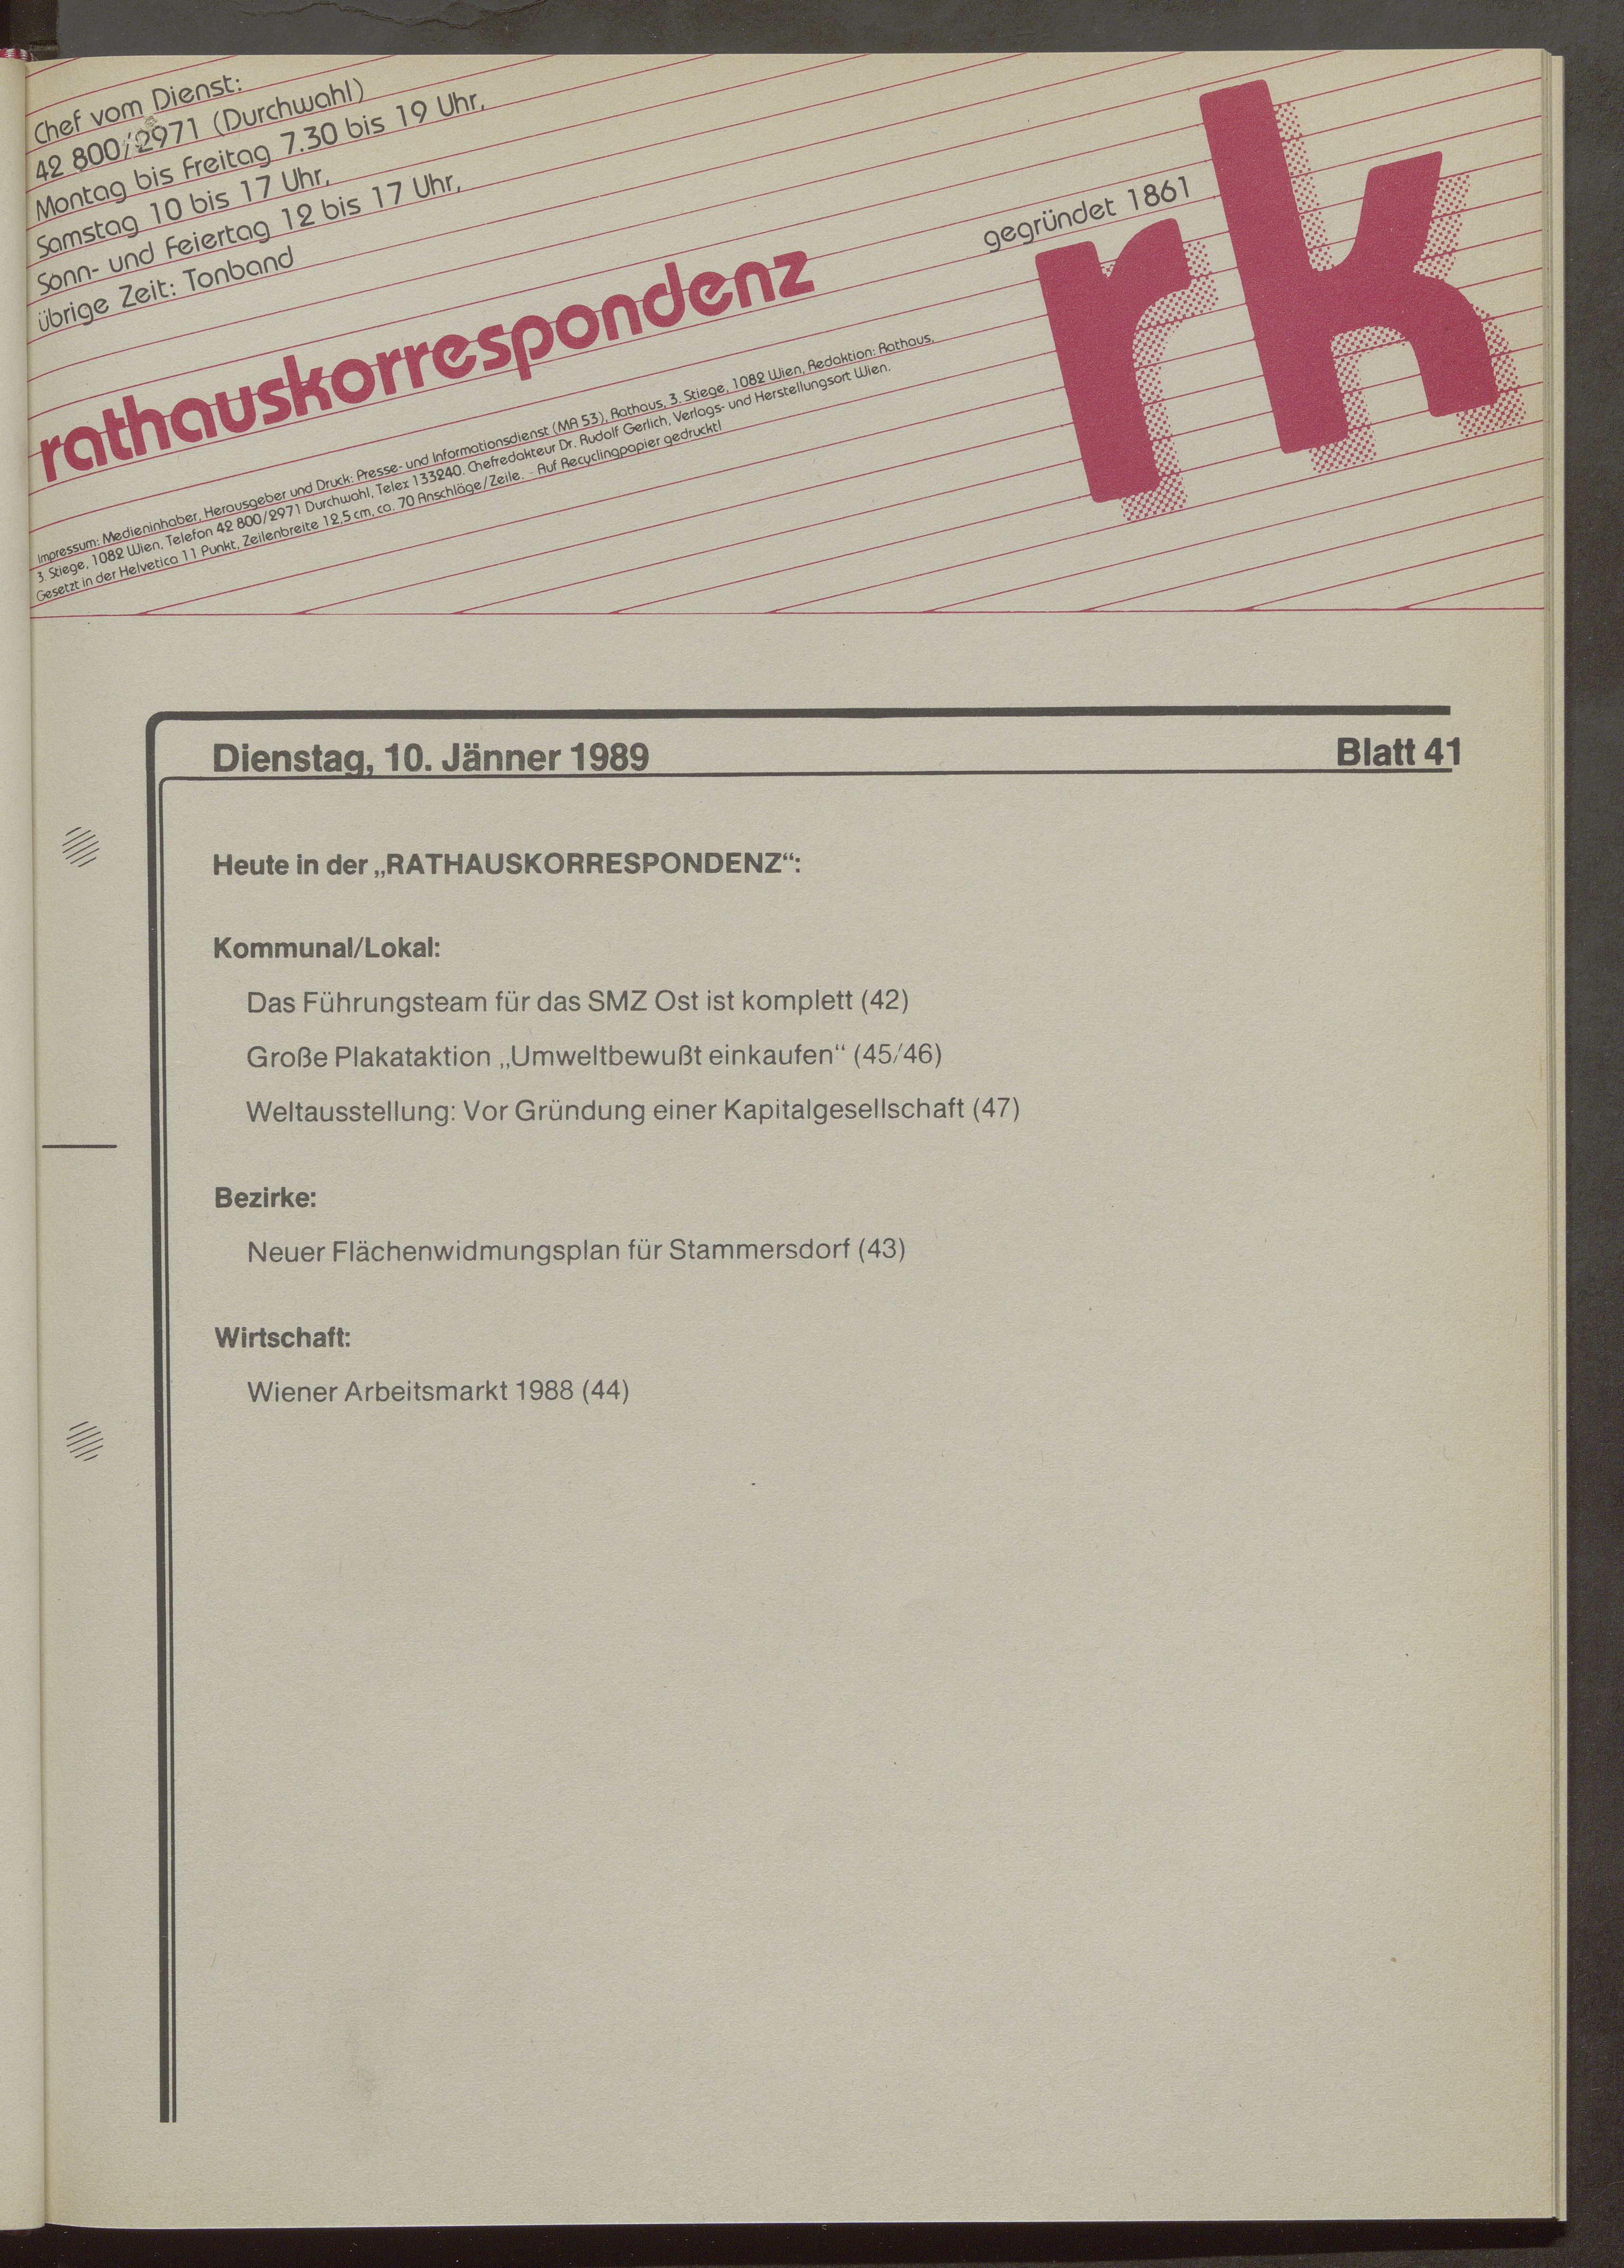 Chef vom Dienst:
42 800/2971 (Durchwahl)
Montag bis Freitag 7.30 bis 19 Uhr,
Samstag 10 bis 17 Uhr,
Sonn- und Feiertag 12 bis 17 Uhr,
übrige Zeit: Tonband
gegründet 1861
rk
rathauskorrespondenz
Impressum: Medieninhaber, Herausgeber und Druck: Presse- und Informationsdienst (MA 53), Rathaus, 3. Stiege, 1082 Wien, Redaktion: Rathaus,
3. Stiege, 1082 Wien, Telefon 42 800/2971 Durchwahl, Telex 133240. Chefredakteur Dr. Rudolf Gerlich, Verlags- und Herstellungsort Wien.
Gesetzt in der Helvetica 11 Punkt, Zeilenbreite 12,5 cm, ca. 70 Anschläge/Zeile. – Auf Recyclingpapier gedruckt!
Dienstag, 10. Jänner 1989 Blatt 41
Heute in der „RATHAUSKORRESPONDENZ“:
Kommunal/Lokal:
Das Führungsteam für das SMZ Ost ist komplett (42)
Große Plakataktion „Umweltbewußt einkaufen“ (45/46)
Weltausstellung: Vor Gründung einer Kapitalgesellschaft (47)
Bezirke:
Neuer Flächenwidmungsplan für Stammersdorf (43)
Wirtschaft:
Wiener Arbeitsmarkt 1988 (44)